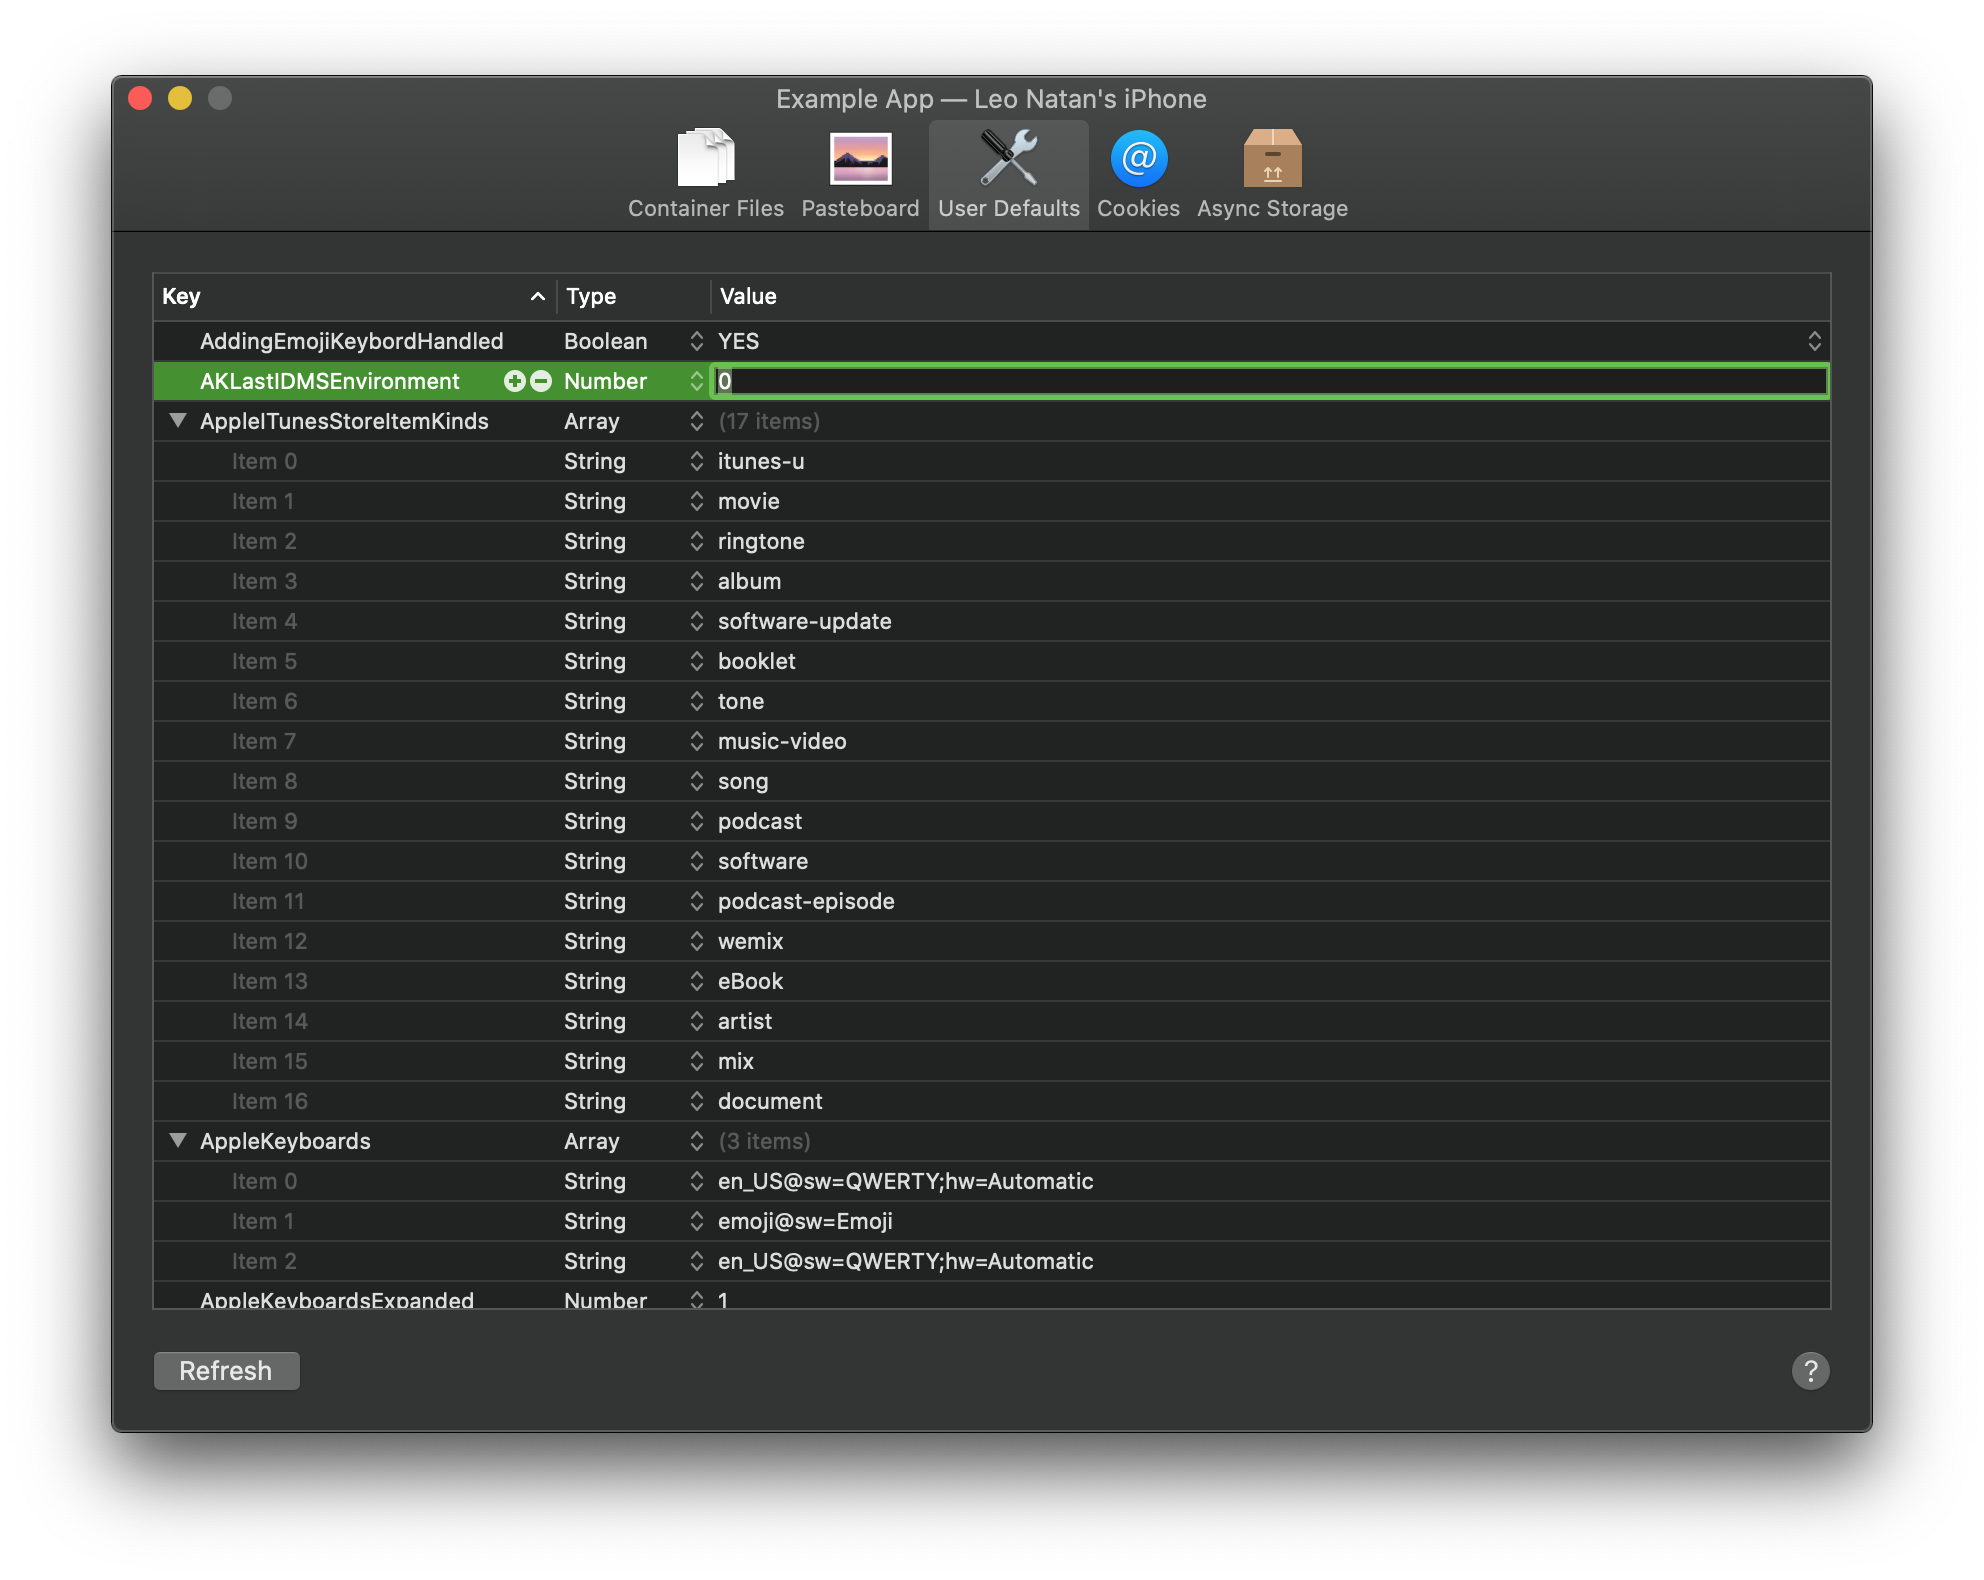 Example App — Leo Natan's iPhone
Container Files Pasteboard User Defaults Cookies Async Storage
Key Type Value
AddingEmojiKeybordHandled Boolean YES
AKLastIDMSEnvironment Number 0
AppleITunesStoreItemKinds Array (17 items)
Item 0 String itunes-u
Item 1 String movie
Item 2 String ringtone
Item 3 String album
Item 4 String software-update
Item 5 String booklet
Item 6 String tone
Item 7 String music-video
Item 8 String song
Item 9 String podcast
Item 10 String software
Item 11 String podcast-episode
Item 12 String wemix
Item 13 String eBook
Item 14 String artist
Item 15 String mix
Item 16 String document
AppleKeyboards Array (3 items)
Item 0 String en_US@sw=QWERTY;hw=Automatic
Item 1 String emoji@sw=Emoji
Item 2 String en_US@sw=QWERTY;hw=Automatic
AppleKeyboardsExpanded Number 1
Refresh ?